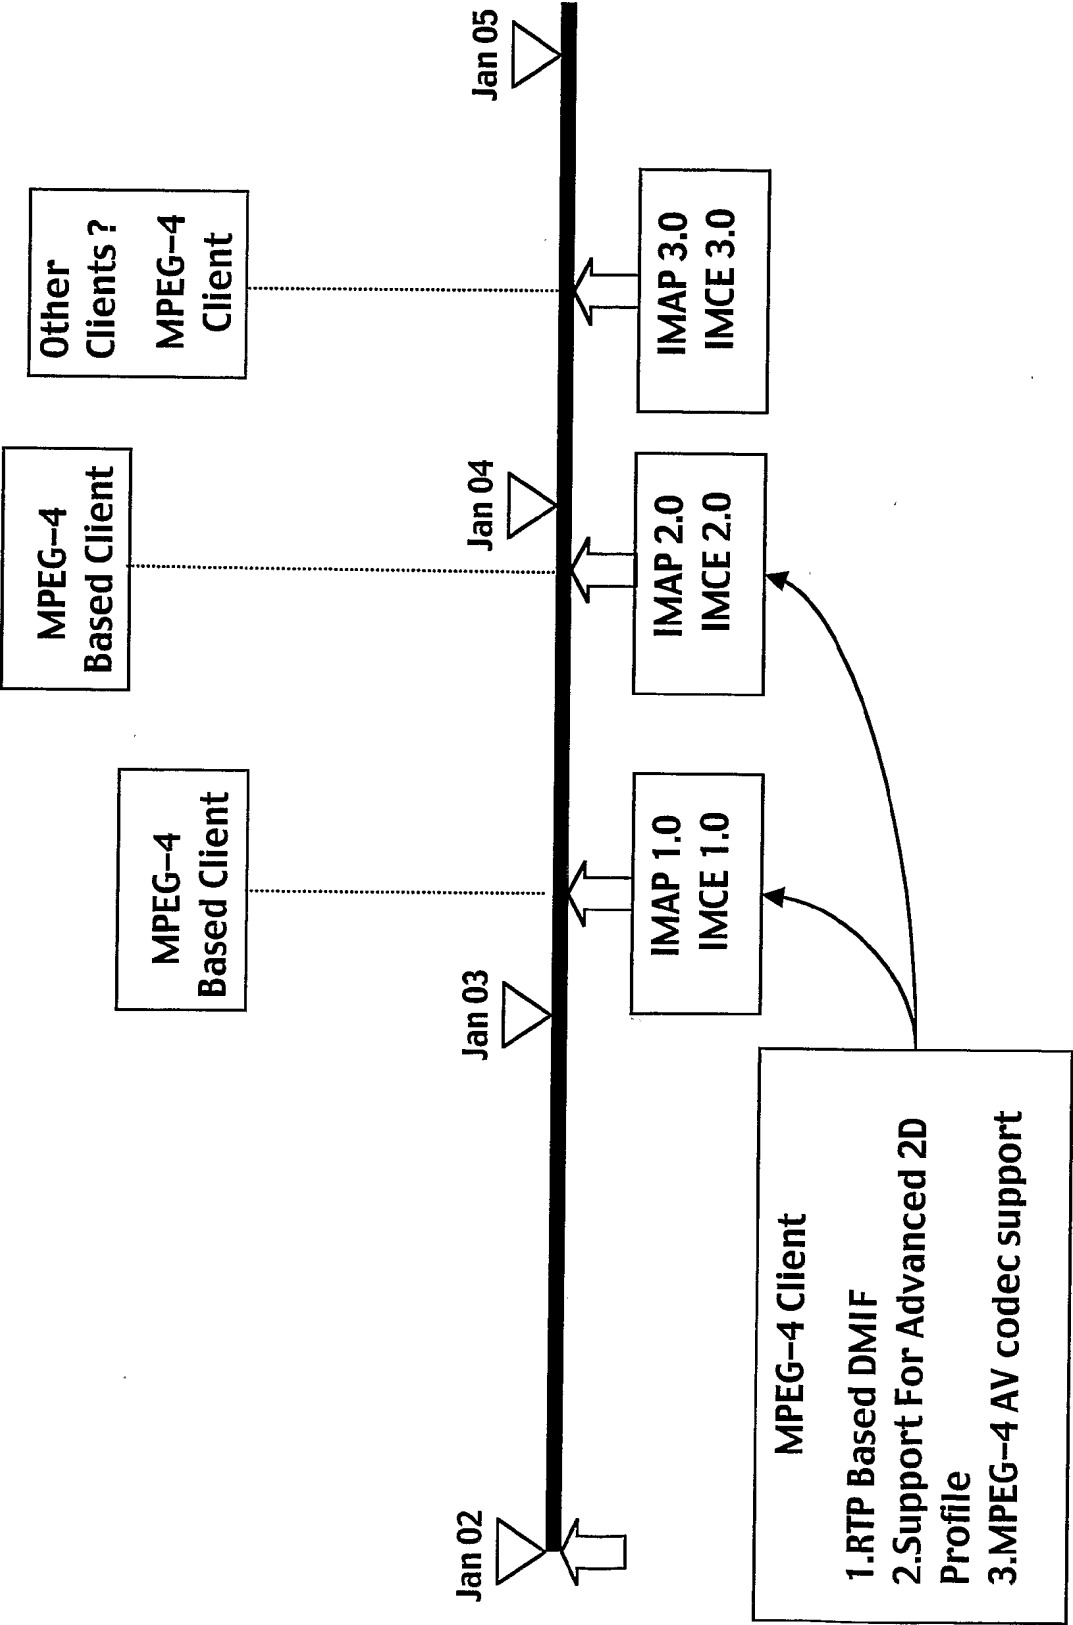 MPEG-4
Based Client
MPEG-4
Based Client
Other
Clients?
MPEG-4
Client
Jan 02
Jan 03
Jan 04
Jan 05
IMAP 1.0
IMCE 1.0
IMAP 2.0
IMCE 2.0
IMAP 3.0
IMCE 3.0
MPEG-4 Client
1.RTP Based DMIF
2.Support For Advanced 2D
Profile
3.MPEG-4 AV codec support